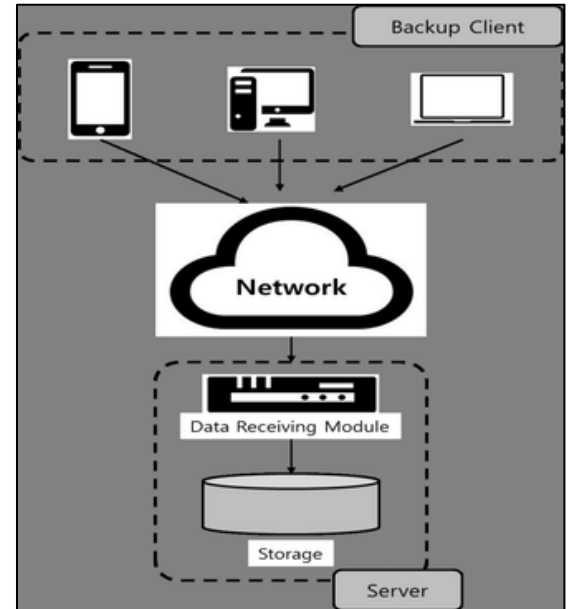 Backup Client
Network
Data Receiving Module
Storage
Server